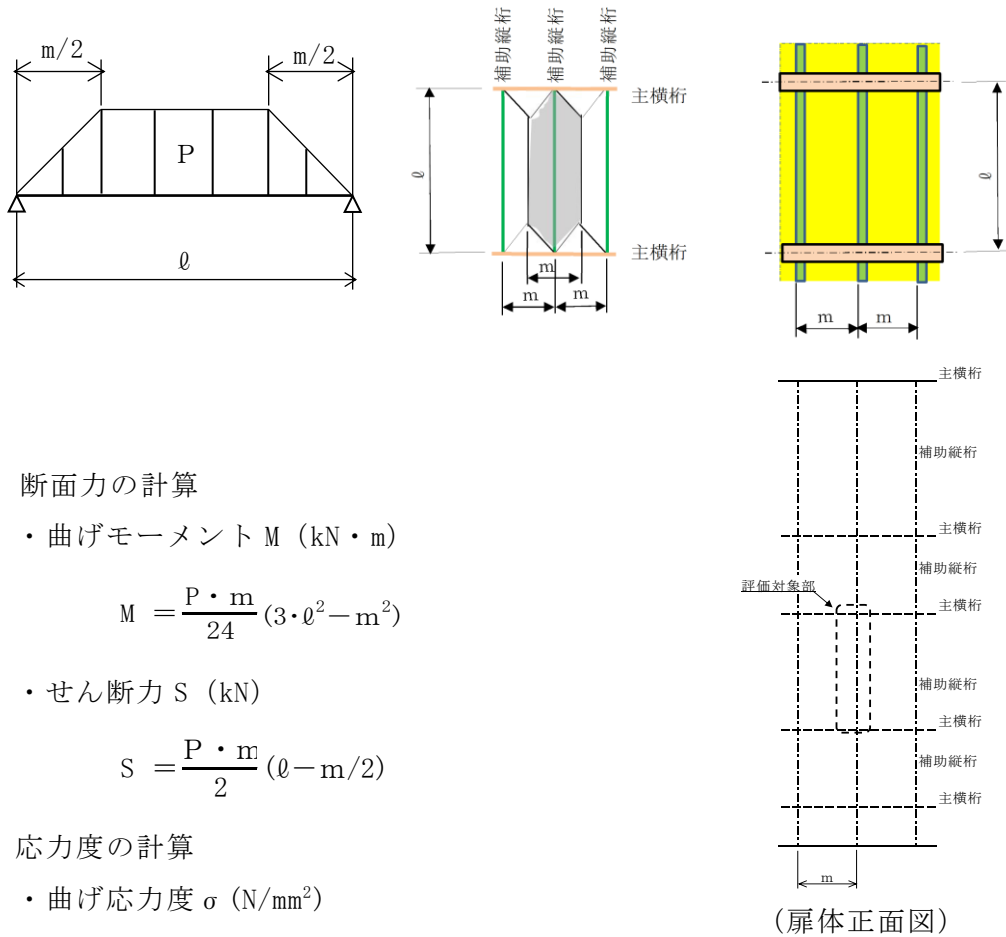 m/2
m/2
P
ℓ
補助縦桁
補助縦桁
補助縦桁
主横桁
ℓ
主横桁
m
m
m
ℓ
m
m
断面力の計算
・曲げモーメント M (kN・m)
M ＝P・m/24 (3・ℓ²－m²)
・せん断力 S (kN)
S ＝P・m/2 (ℓ－m/2)
応力度の計算
・曲げ応力度 σ (N/mm²)
主横桁
補助縦桁
主横桁
補助縦桁
評価対象部
主横桁
補助縦桁
主横桁
補助縦桁
主横桁
m
(扉体正面図)